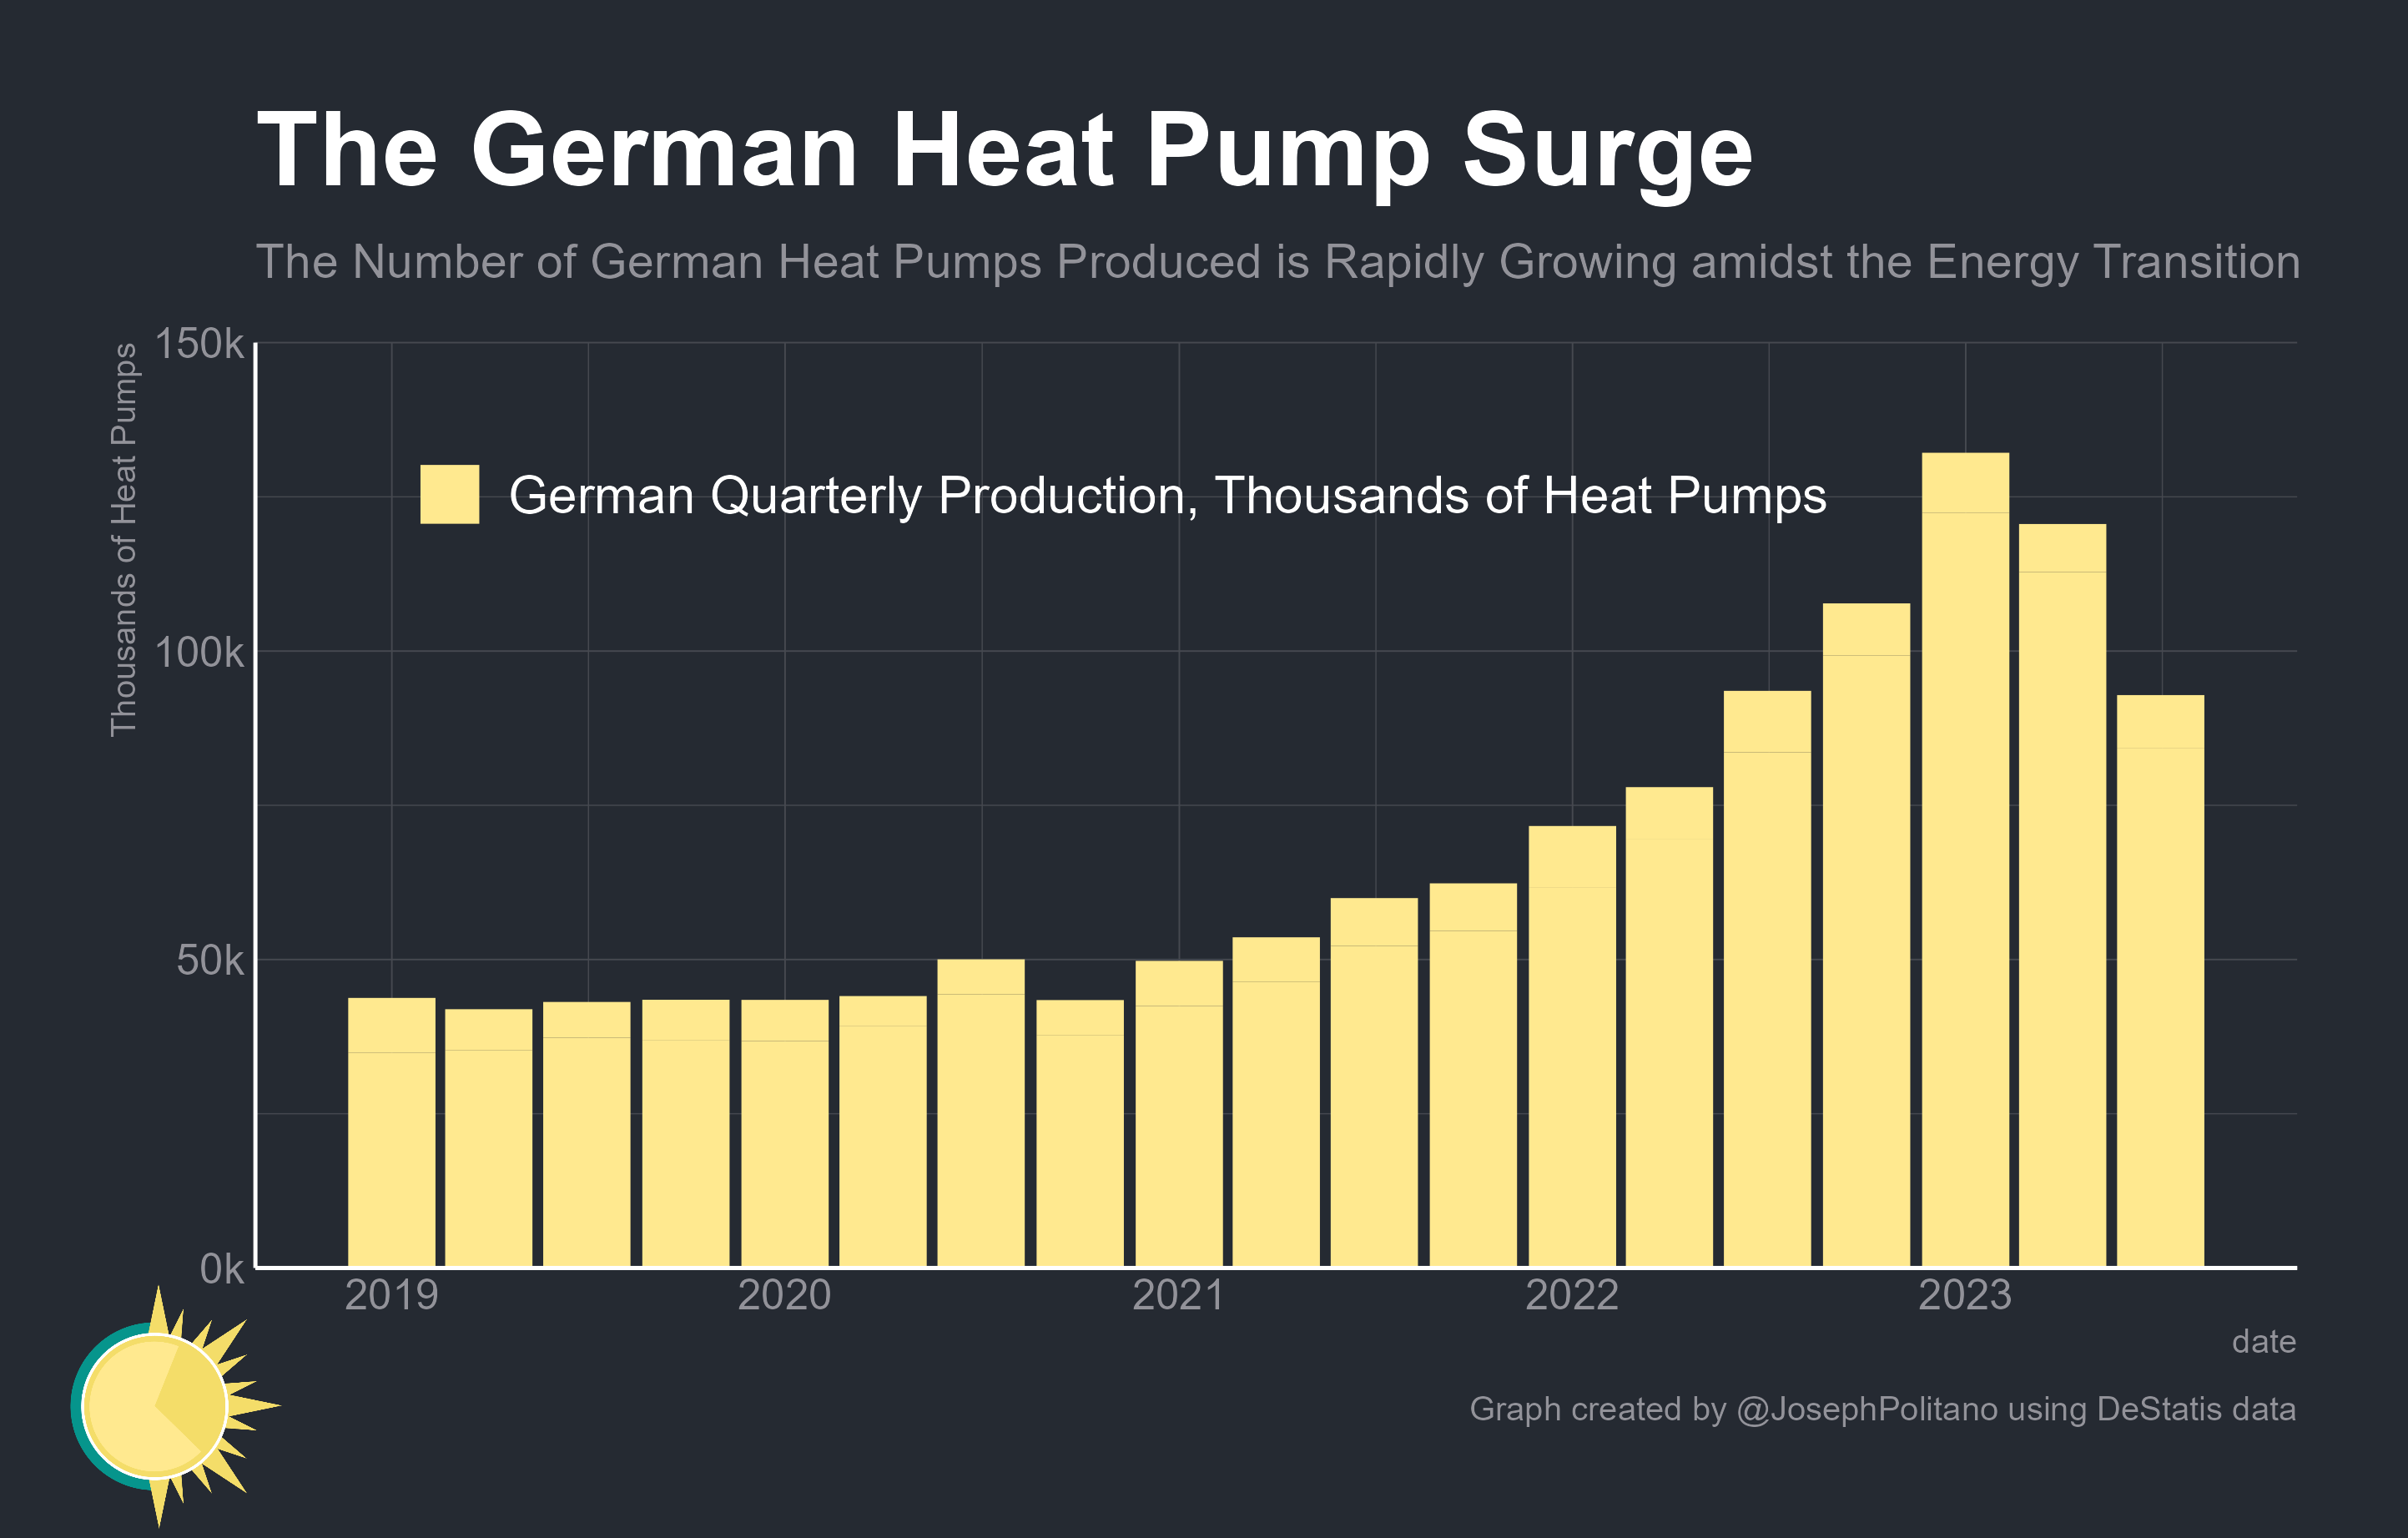 The German Heat Pump Surge
The Number of German Heat Pumps Produced is Rapidly Growing amidst the Energy Transition
Thousands of Heat Pumps
150k
100k
50k
0k
German Quarterly Production, Thousands of Heat Pumps
2019 2020 2021 2022 2023
date
Graph created by @JosephPolitano using DeStatis data